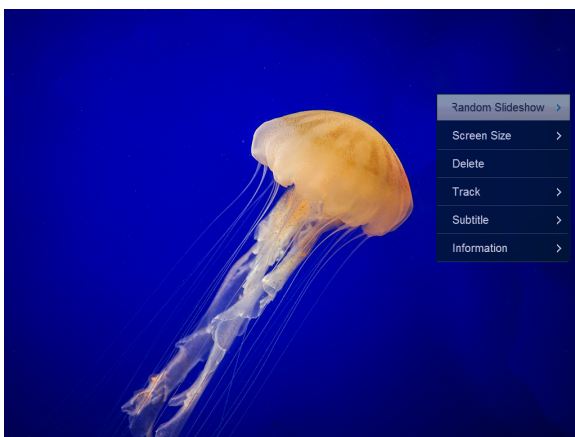 Random Slideshow
Screen Size
Delete
Track
Subtitle
Information